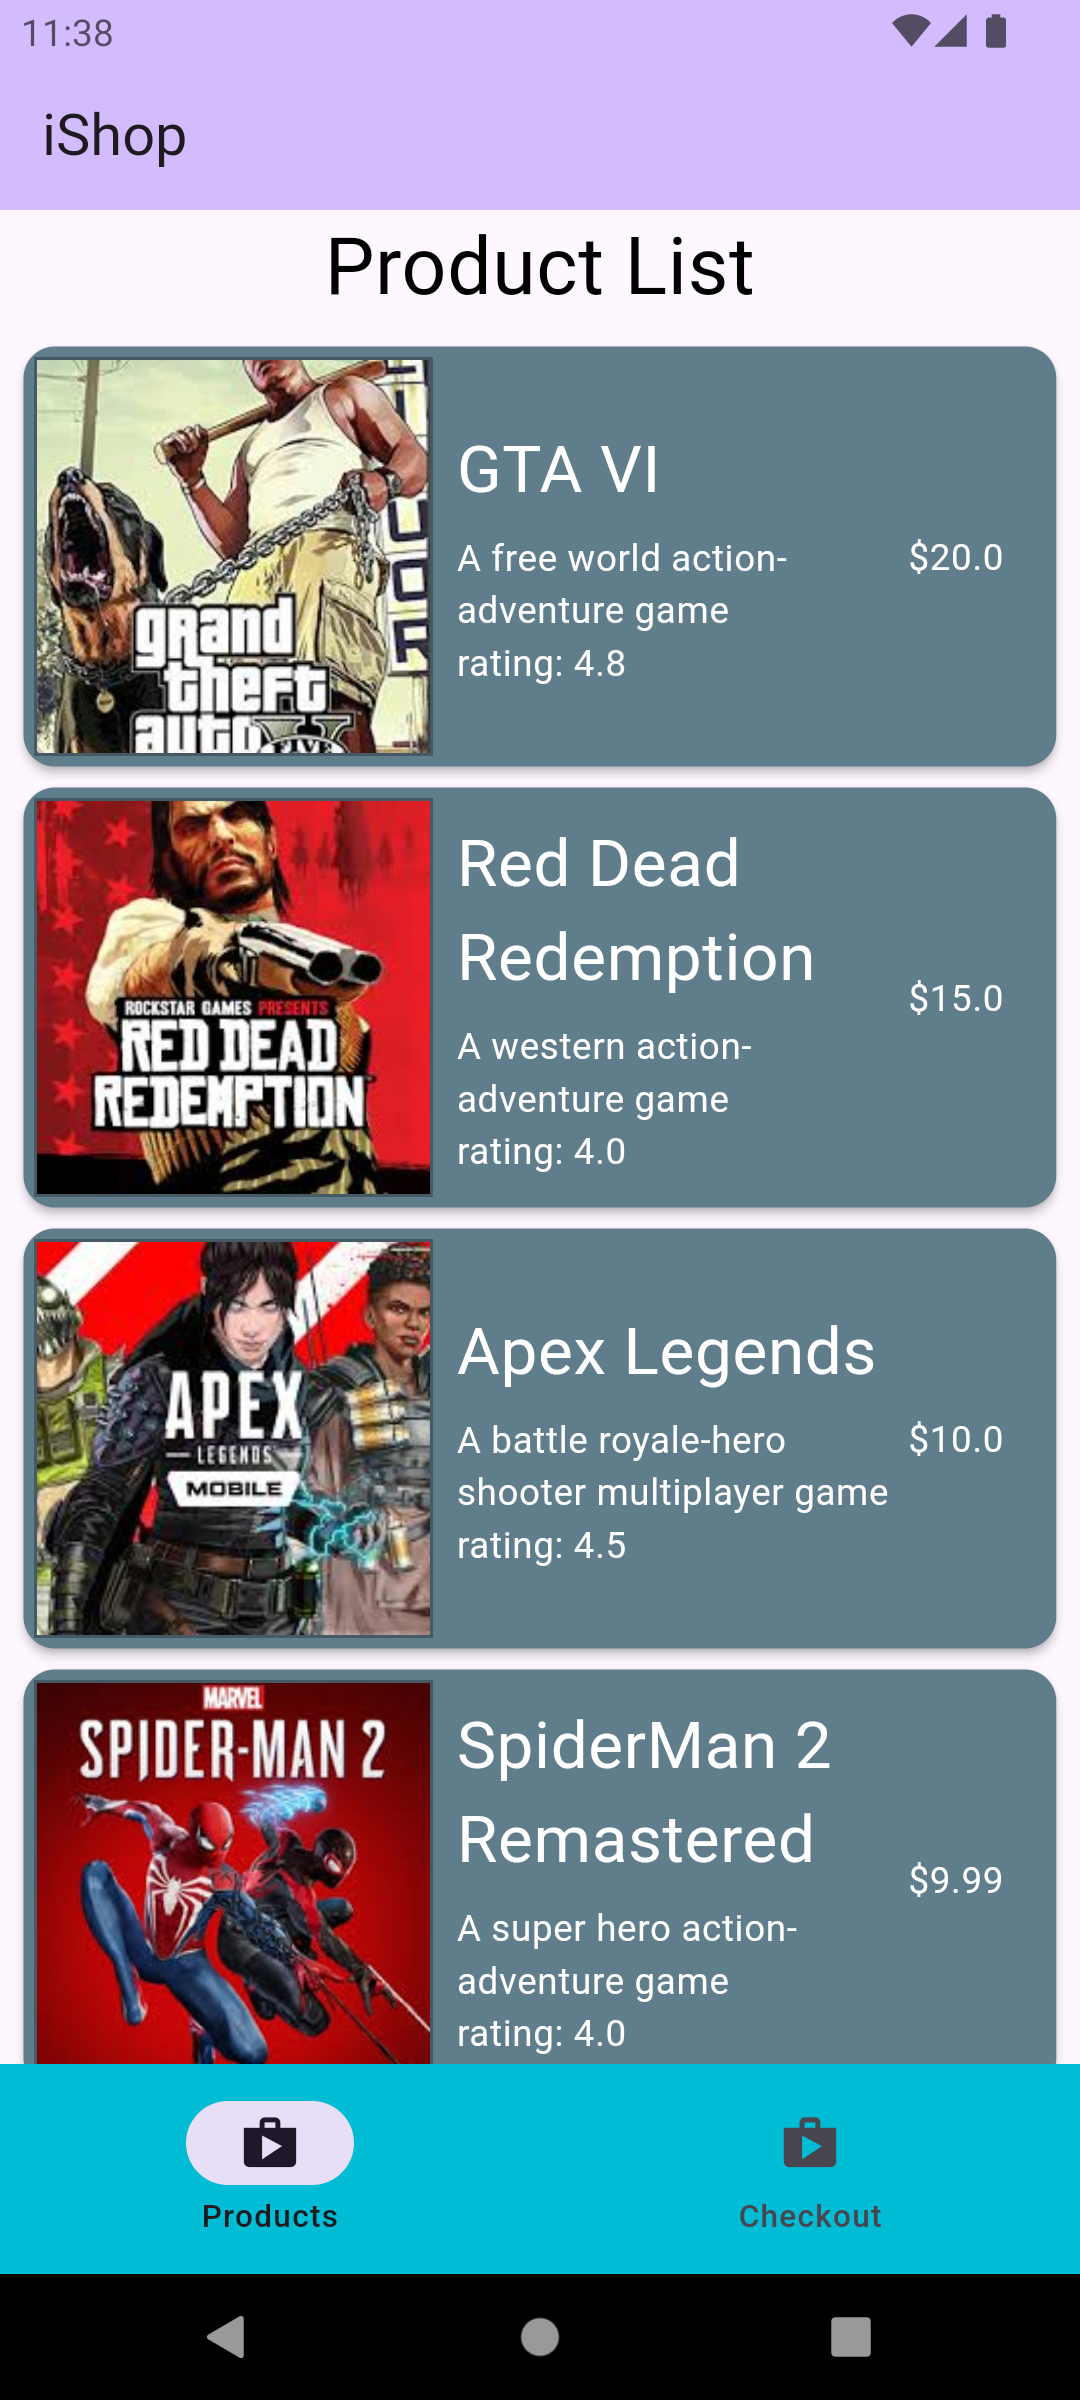 11:38
iShop
Product List
GTA VI
A free world action-
adventure game
rating: 4.8
$20.0
grand
theft
auto V
FIVE
Red Dead
Redemption
A western action-
adventure game
rating: 4.0
$15.0
ROCKSTAR GAMES PRESENTS
RED DEAD
REDEMPTION
Apex Legends
A battle royale-hero
shooter multiplayer game
rating: 4.5
$10.0
APEX
LEGENDS
MOBILE
SpiderMan 2
Remastered
A super hero action-
adventure game
rating: 4.0
$9.99
MARVEL
SPIDER-MAN 2
Products
Checkout